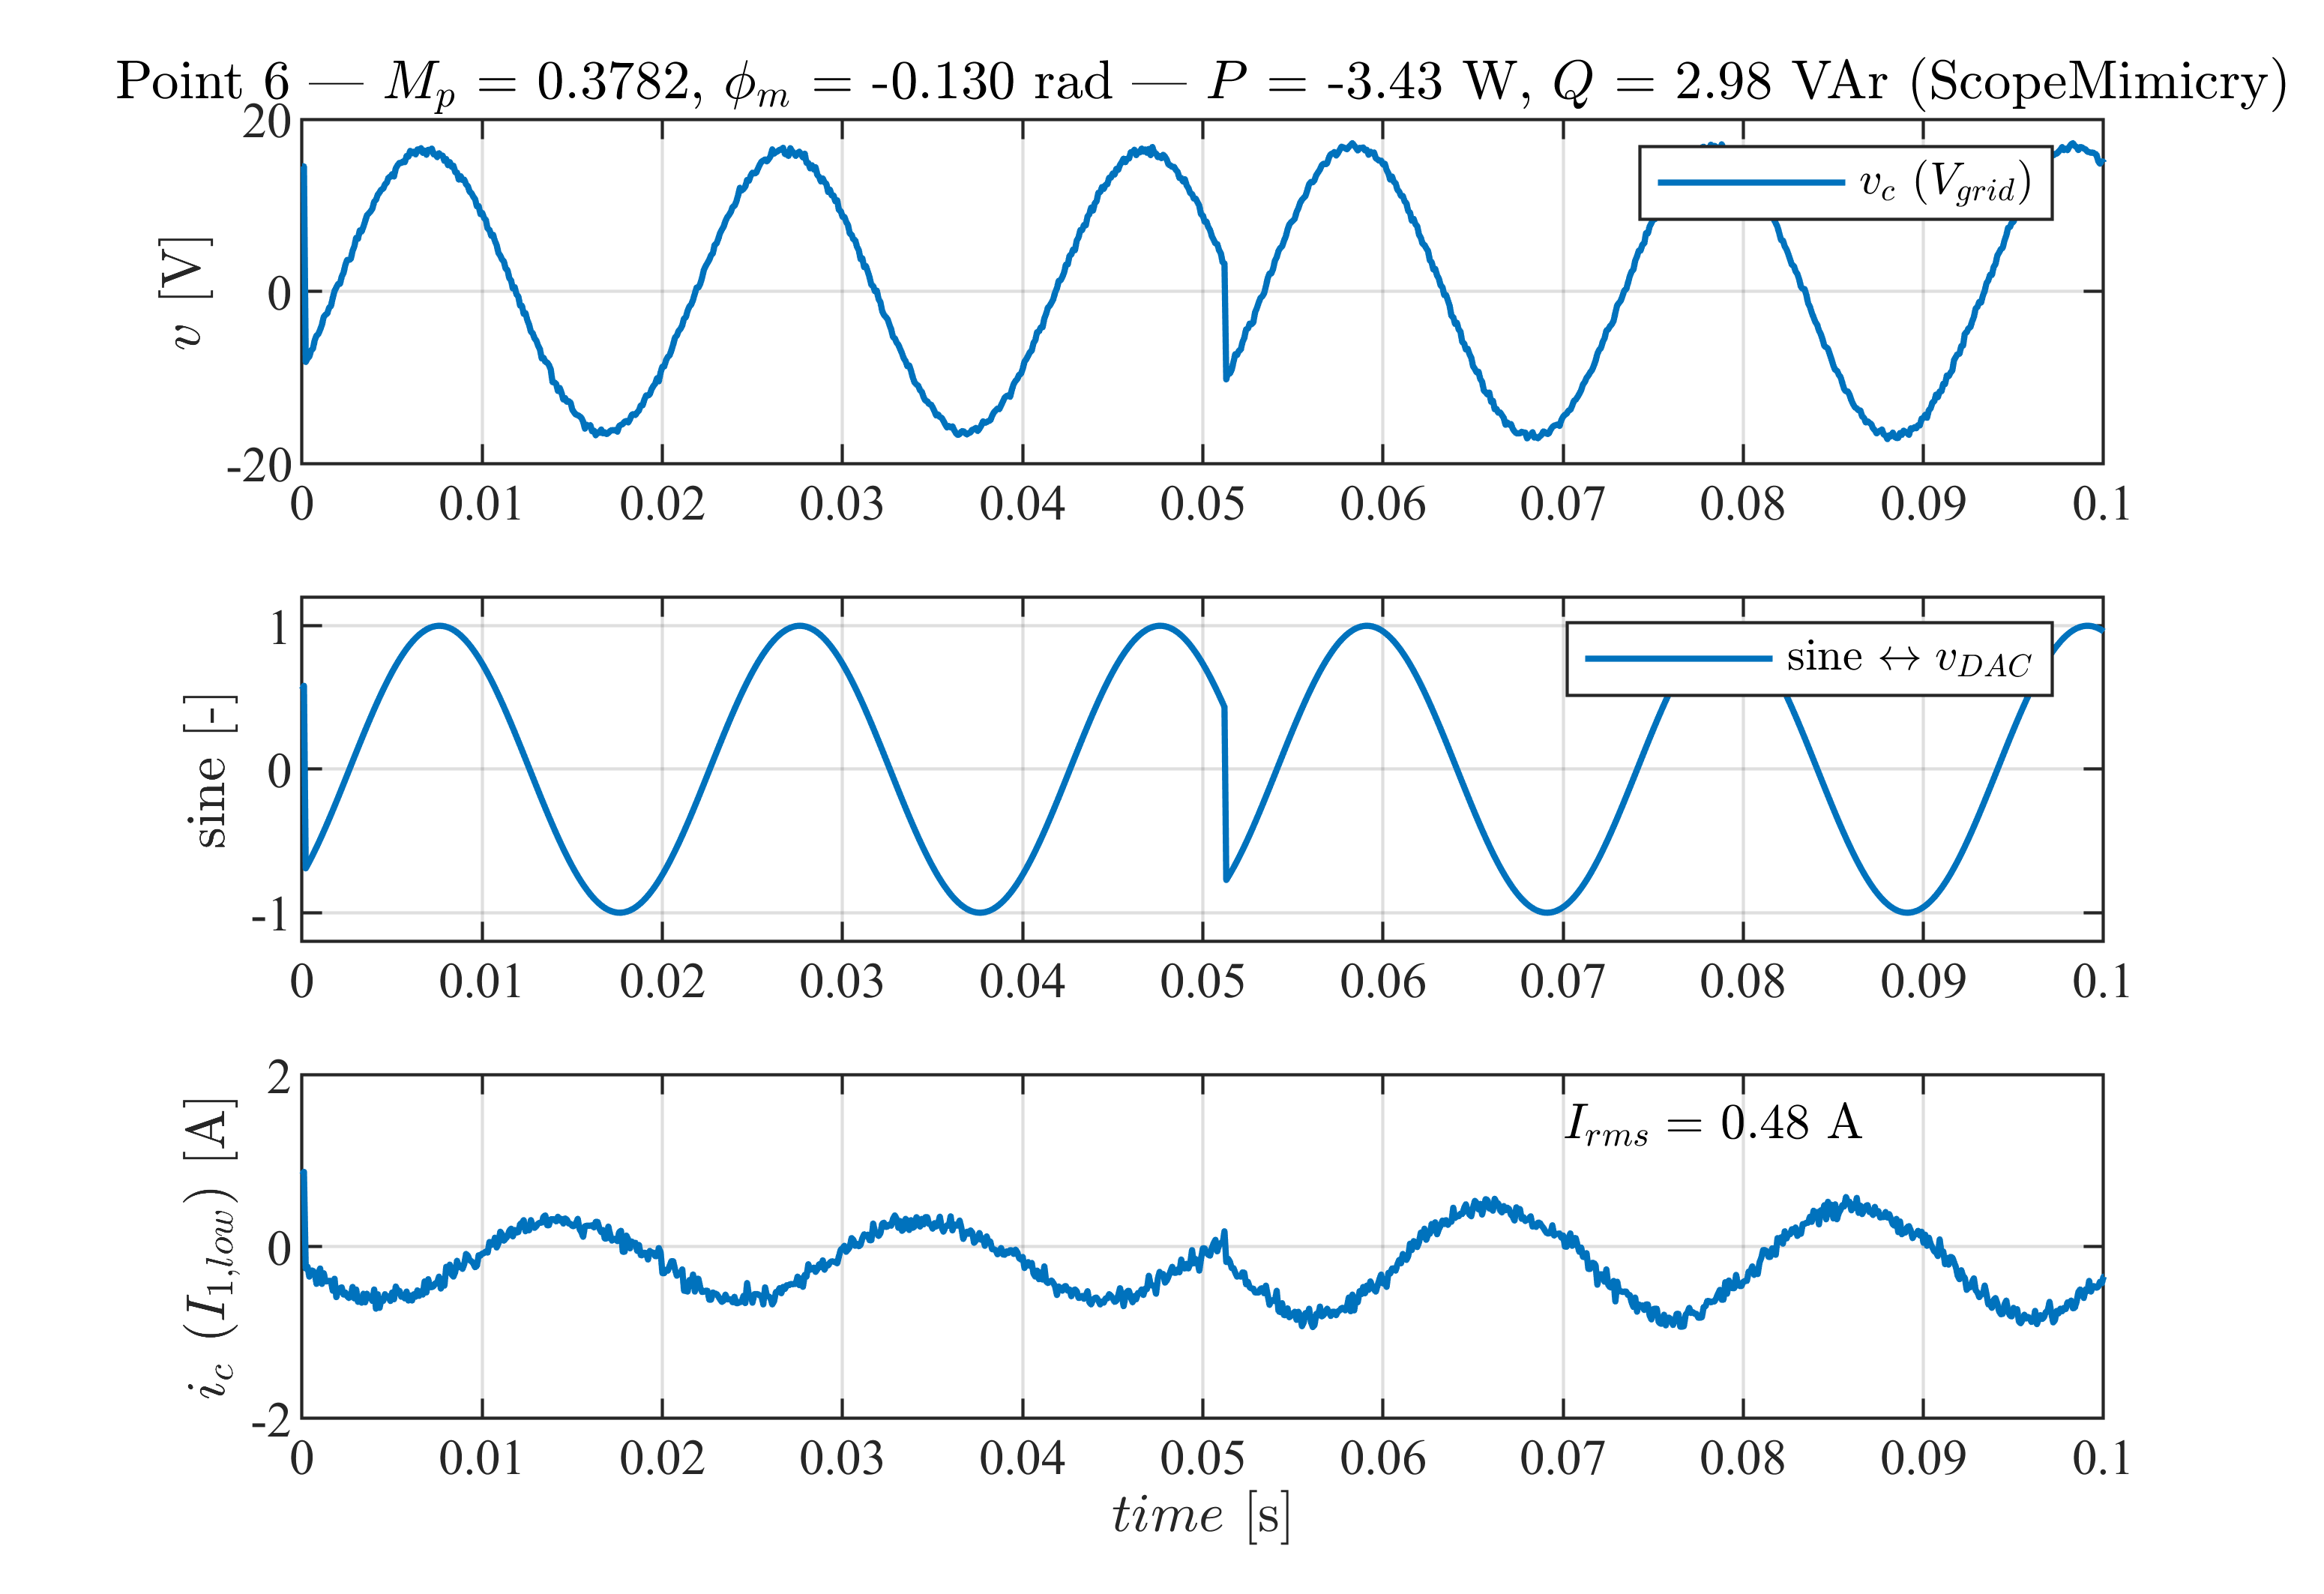 Point 6 — M_p = 0.3782, ϕ_m = -0.130 rad — P = -3.43 W, Q = 2.98 VAr (ScopeMimicry)
20
0
-20
v [V]
v_c (V_grid)
0 0.01 0.02 0.03 0.04 0.05 0.06 0.07 0.08 0.09 0.1
1
0
-1
sine [-]
sine ↔ v_DAC
0 0.01 0.02 0.03 0.04 0.05 0.06 0.07 0.08 0.09 0.1
2
0
-2
i_c (I_1,low) [A]
I_rms = 0.48 A
0 0.01 0.02 0.03 0.04 0.05 0.06 0.07 0.08 0.09 0.1
time [s]